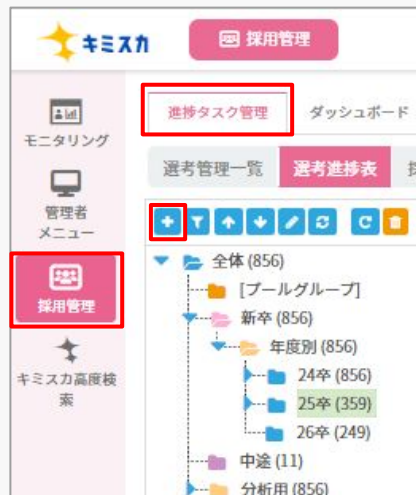 キミスカ
採用管理
モニタリング
管理者
メニュー
採用管理
キミスカ高度検
索
進捗タスク管理
ダッシュボード
選考管理一覧
選考進捗表
全体 (856)
[プールグループ]
新卒 (856)
年度別 (856)
24卒 (856)
25卒 (359)
26卒 (249)
中途 (11)
分析用 (856)